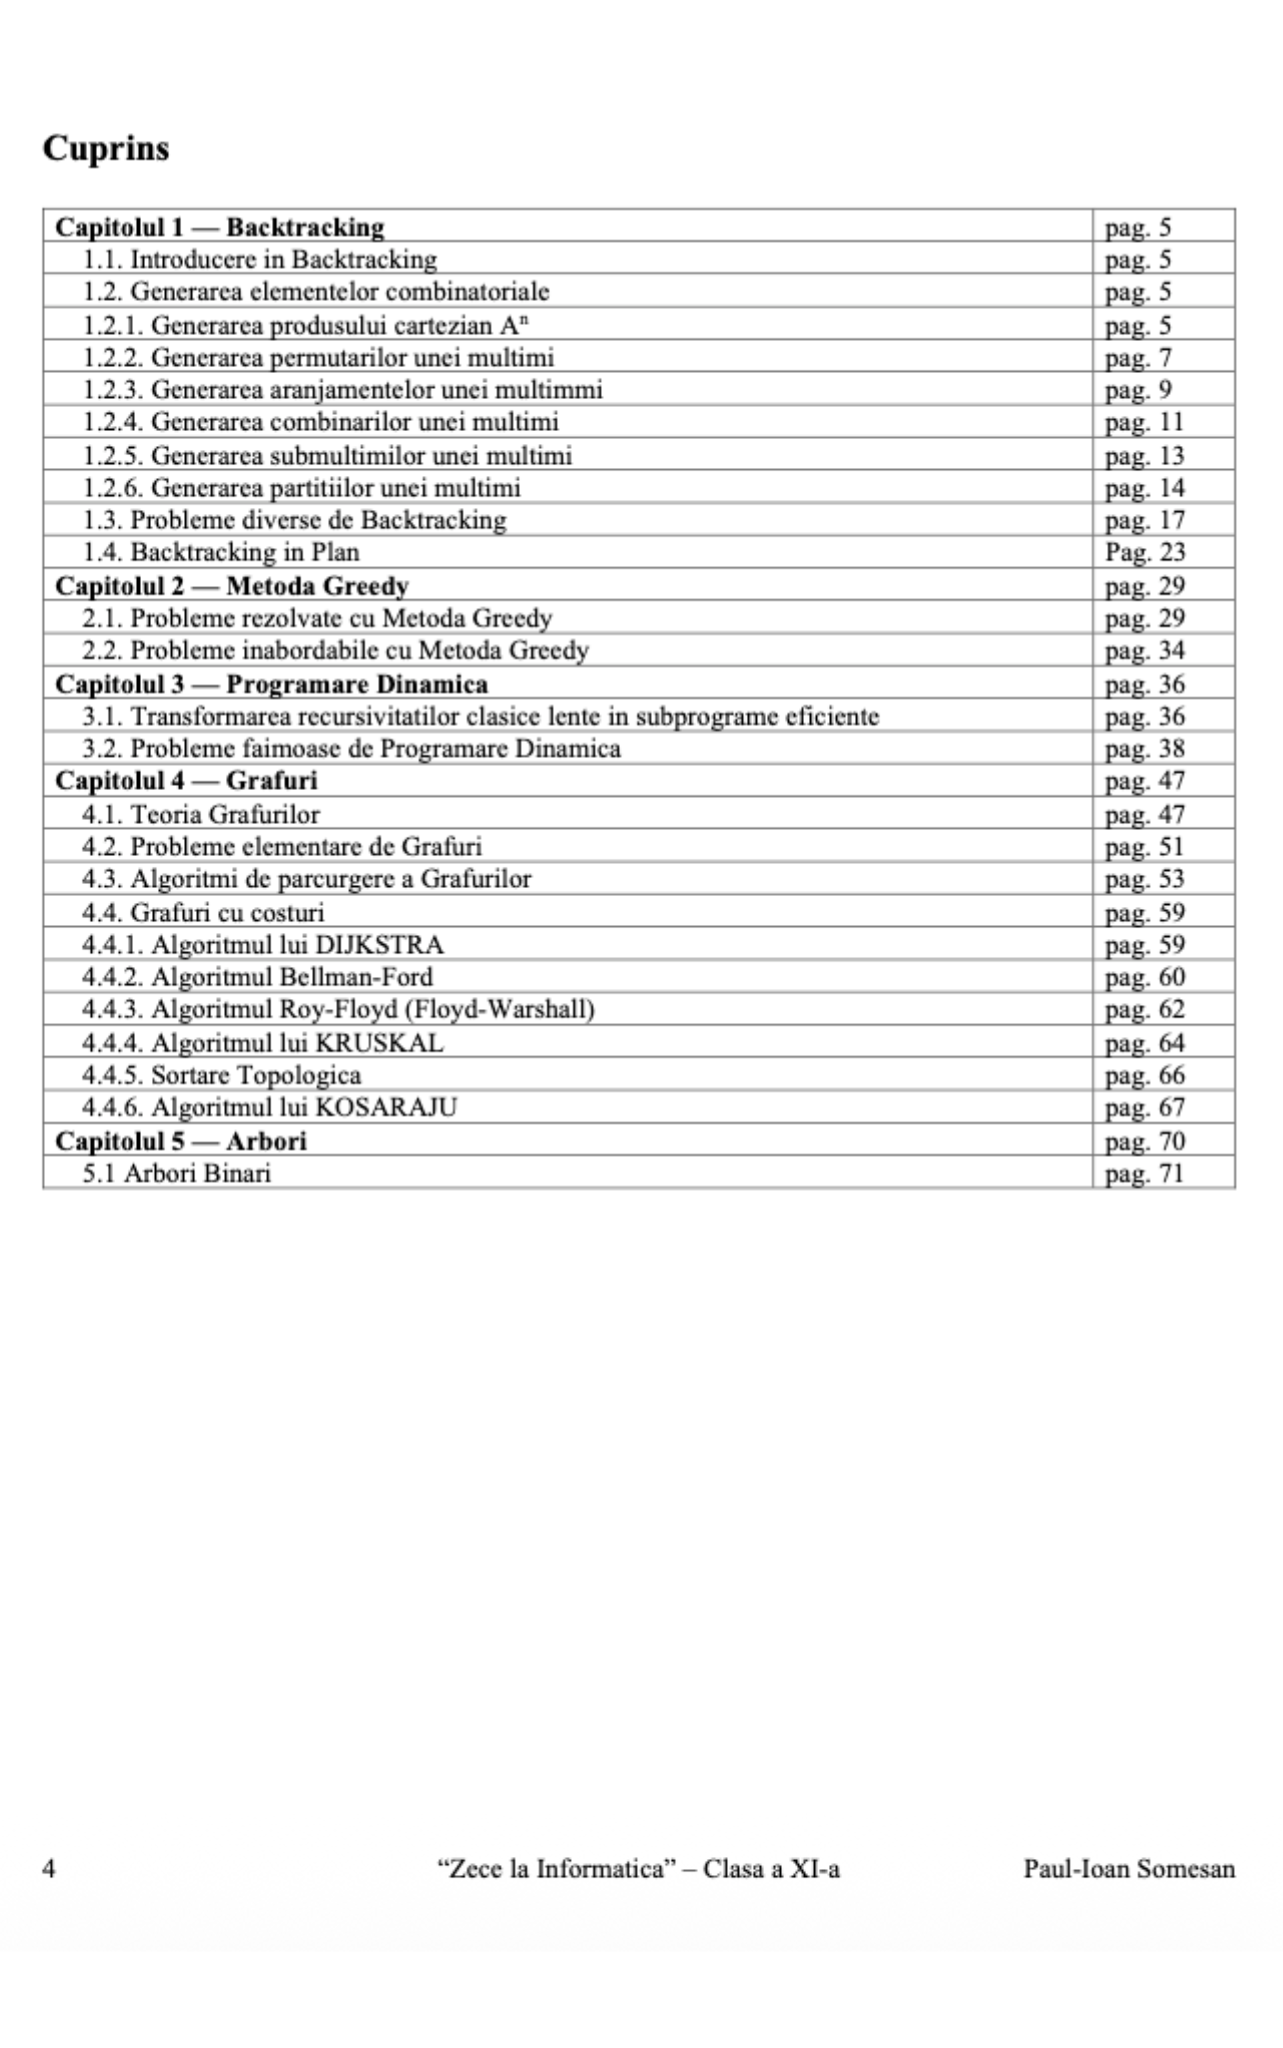 Cuprins
Capitolul 1 — Backtracking pag. 5
1.1. Introducere in Backtracking pag. 5
1.2. Generarea elementelor combinatoriale pag. 5
1.2.1. Generarea produsului cartezian Aⁿ pag. 5
1.2.2. Generarea permutarilor unei multimi pag. 7
1.2.3. Generarea aranjamentelor unei multimmi pag. 9
1.2.4. Generarea combinarilor unei multimi pag. 11
1.2.5. Generarea submultimilor unei multimi pag. 13
1.2.6. Generarea partitiilor unei multimi pag. 14
1.3. Probleme diverse de Backtracking pag. 17
1.4. Backtracking in Plan Pag. 23
Capitolul 2 — Metoda Greedy pag. 29
2.1. Probleme rezolvate cu Metoda Greedy pag. 29
2.2. Probleme inabordabile cu Metoda Greedy pag. 34
Capitolul 3 — Programare Dinamica pag. 36
3.1. Transformarea recursivitatilor clasice lente in subprograme eficiente pag. 36
3.2. Probleme faimoase de Programare Dinamica pag. 38
Capitolul 4 — Grafuri pag. 47
4.1. Teoria Grafurilor pag. 47
4.2. Probleme elementare de Grafuri pag. 51
4.3. Algoritmi de parcurgere a Grafurilor pag. 53
4.4. Grafuri cu costuri pag. 59
4.4.1. Algoritmul lui DIJKSTRA pag. 59
4.4.2. Algoritmul Bellman-Ford pag. 60
4.4.3. Algoritmul Roy-Floyd (Floyd-Warshall) pag. 62
4.4.4. Algoritmul lui KRUSKAL pag. 64
4.4.5. Sortare Topologica pag. 66
4.4.6. Algoritmul lui KOSARAJU pag. 67
Capitolul 5 — Arbori pag. 70
5.1 Arbori Binari pag. 71
4 “Zece la Informatica” – Clasa a XI-a Paul-Ioan Somesan